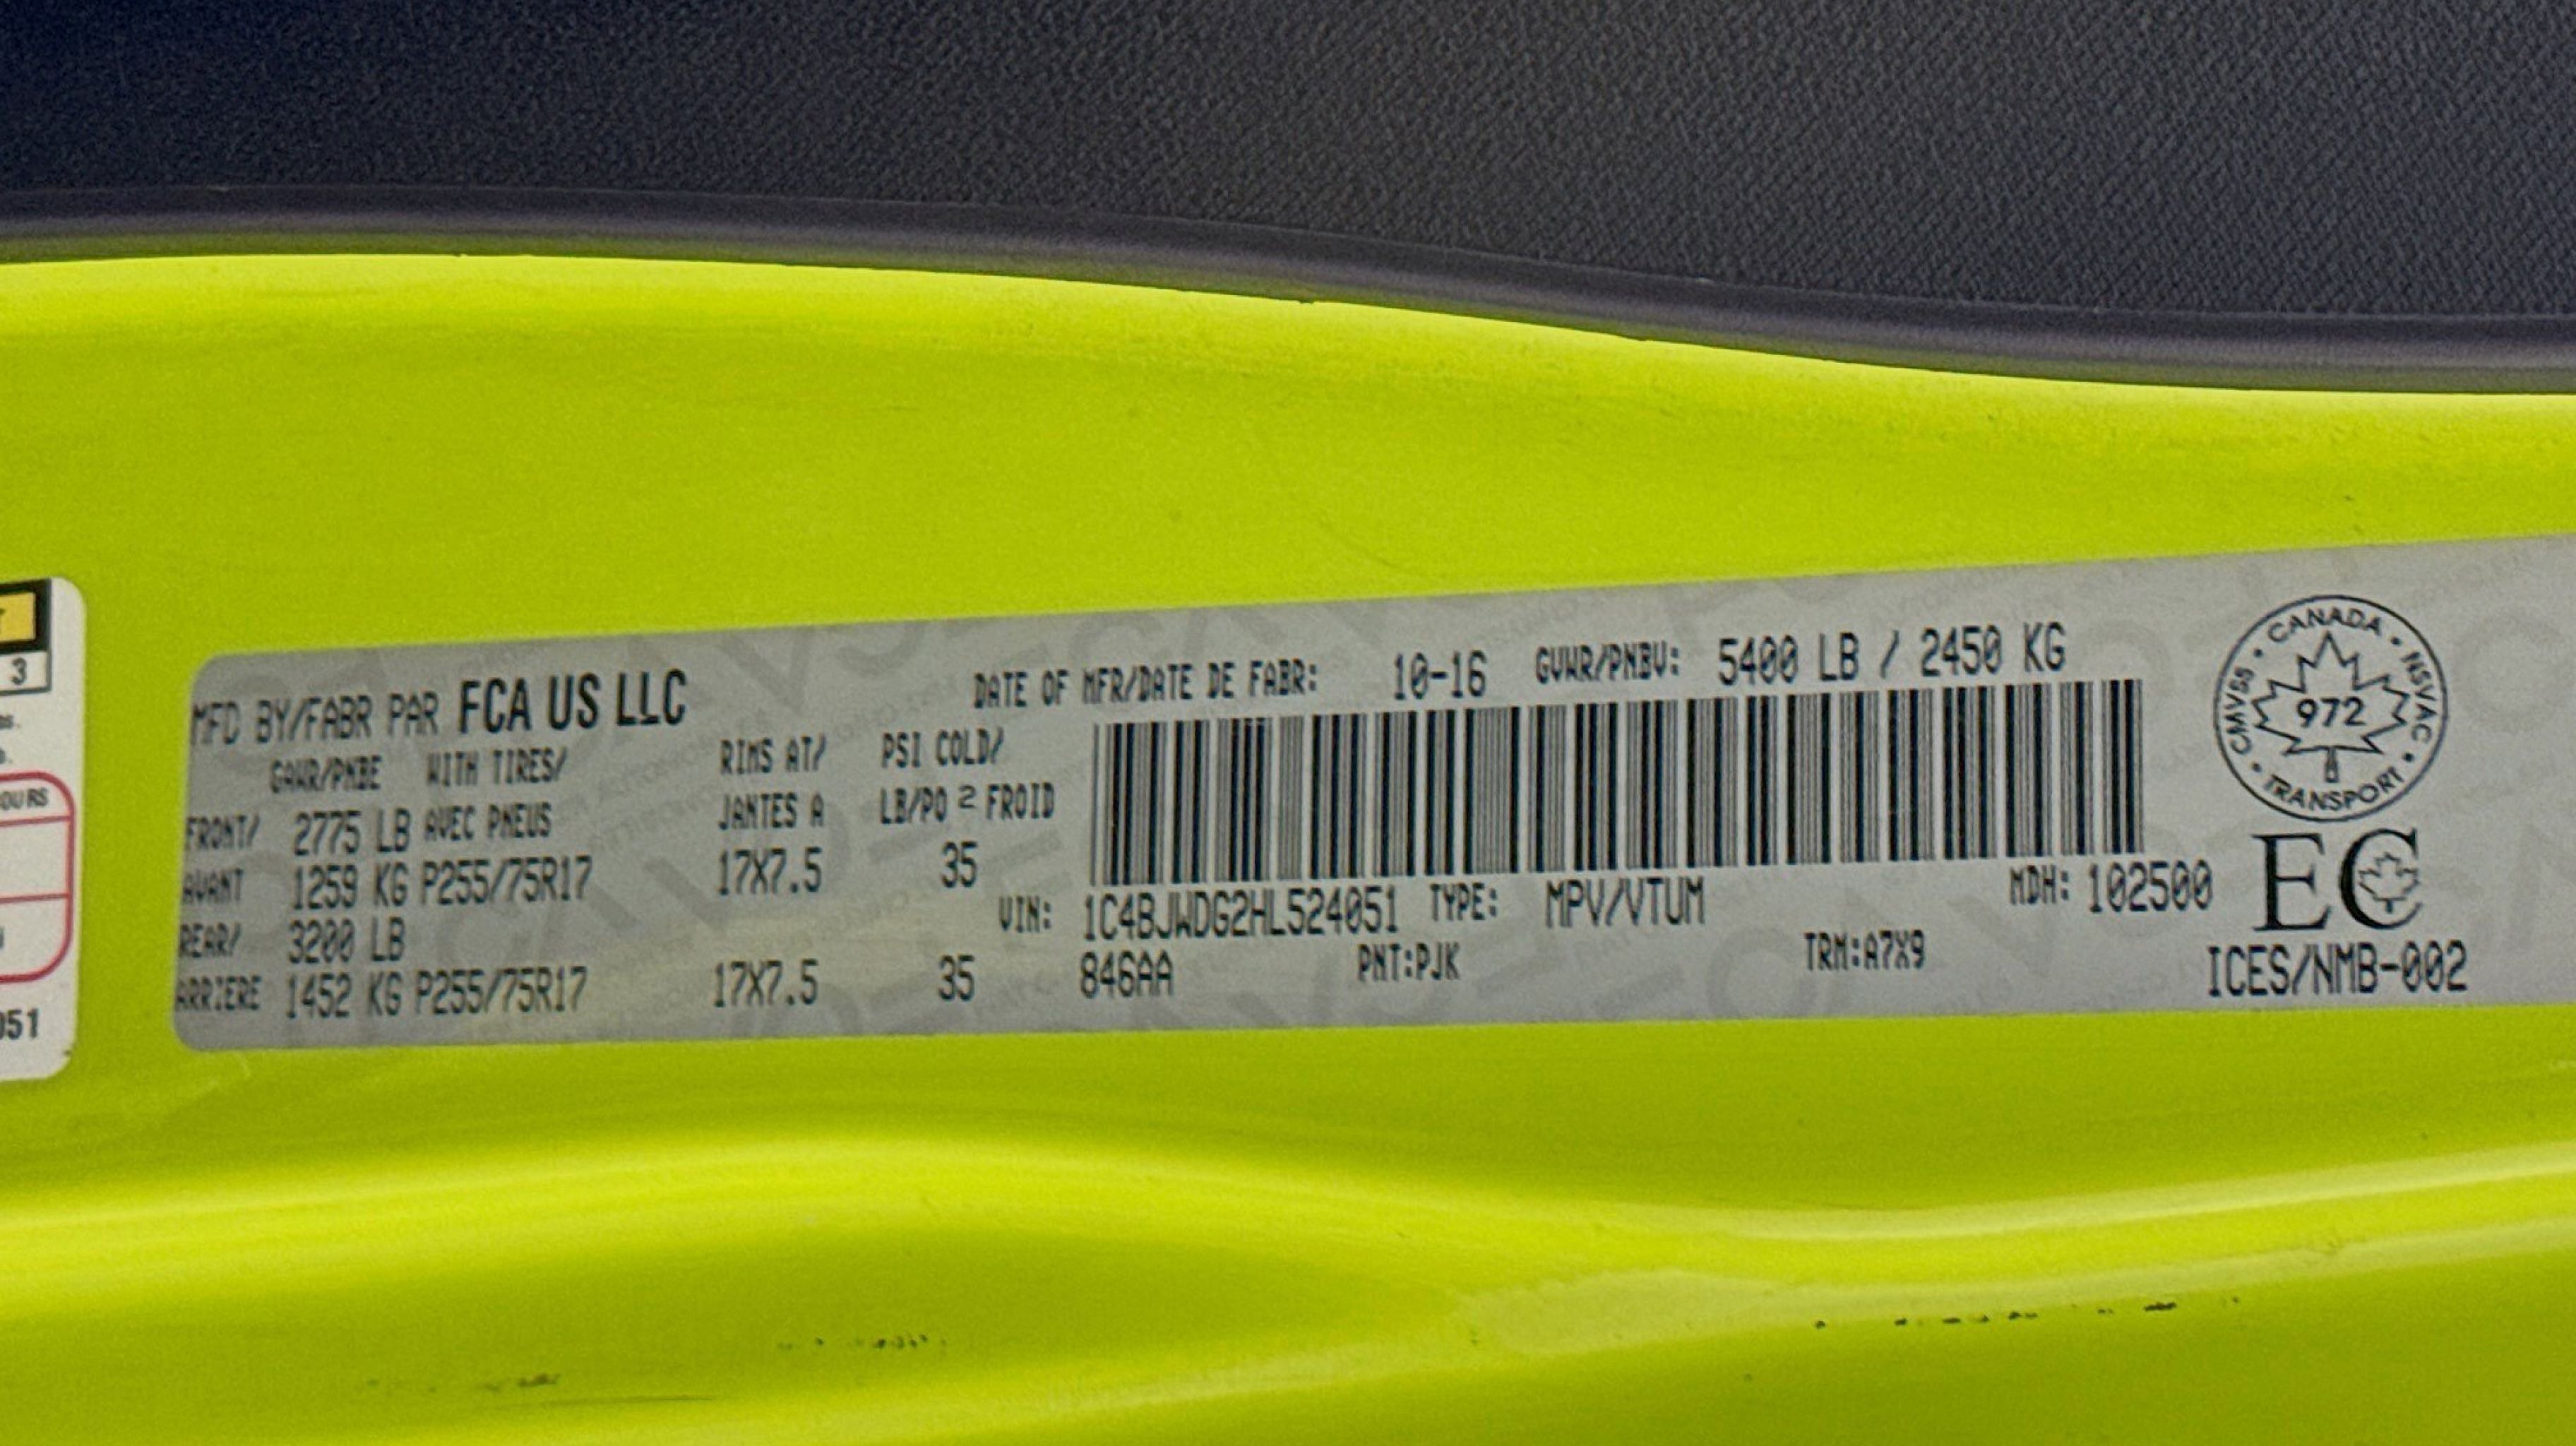 T
3
OURS
051
MFD BY/FABR PAR FCA US LLC
DATE OF MFR/DATE DE FABR: 10-16 GVWR/PNBV: 5400 LB / 2450 KG
GAWR/PNBE WITH TIRES/ RIMS AT/ PSI COLD/
FRONT/ 2775 LB AVEC PNEUS JANTES A LB/PO 2 FROID
AVANT 1259 KG P255/75R17 17X7.5 35
REAR/ 3200 LB
ARRIERE 1452 KG P255/75R17 17X7.5 35
VIN: 1C4BJWDG2HL524051 TYPE: MPV/VTUM MDH: 102500
846AA PNT:PJK TRM:A7X9
CANADA • NSVAC • TRANSPORT • CMVSS •
972
EC
ICES/NMB-002